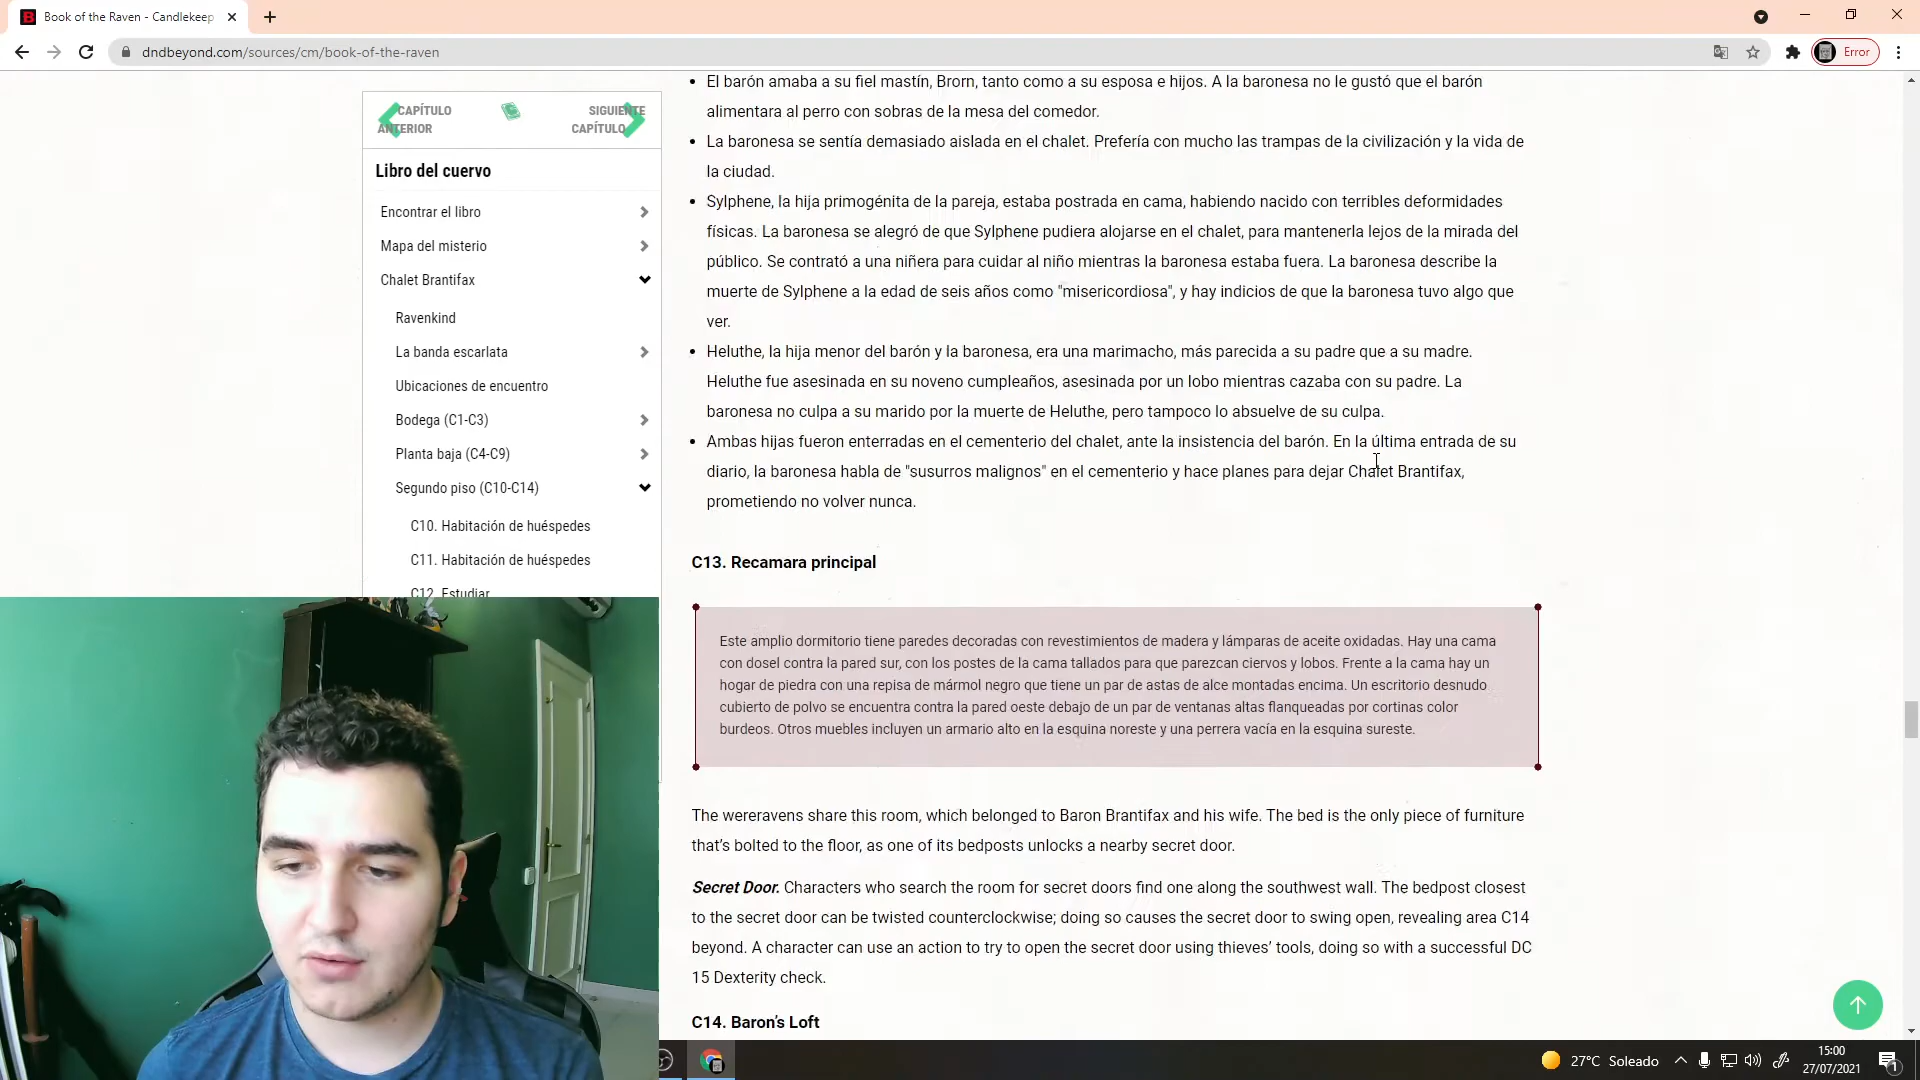 Book of the Raven - Candlekeep
dndbeyond.com/sources/cm/book-of-the-raven
Error
CAPÍTULO ANTERIOR
SIGUIENTE CAPÍTULO
Libro del cuervo
Encontrar el libro
Mapa del misterio
Chalet Brantifax
Ravenkind
La banda escarlata
Ubicaciones de encuentro
Bodega (C1-C3)
Planta baja (C4-C9)
Segundo piso (C10-C14)
C10. Habitación de huéspedes
C11. Habitación de huéspedes
C12. Estudiar
El barón amaba a su fiel mastín, Brorn, tanto como a su esposa e hijos. A la baronesa no le gustó que el barón
alimentara al perro con sobras de la mesa del comedor.
La baronesa se sentía demasiado aislada en el chalet. Prefería con mucho las trampas de la civilización y la vida de
la ciudad.
Sylphene, la hija primogénita de la pareja, estaba postrada en cama, habiendo nacido con terribles deformidades
físicas. La baronesa se alegró de que Sylphene pudiera alojarse en el chalet, para mantenerla lejos de la mirada del
público. Se contrató a una niñera para cuidar al niño mientras la baronesa estaba fuera. La baronesa describe la
muerte de Sylphene a la edad de seis años como "misericordiosa", y hay indicios de que la baronesa tuvo algo que
ver.
Heluthe, la hija menor del barón y la baronesa, era una marimacho, más parecida a su padre que a su madre.
Heluthe fue asesinada en su noveno cumpleaños, asesinada por un lobo mientras cazaba con su padre. La
baronesa no culpa a su marido por la muerte de Heluthe, pero tampoco lo absuelve de su culpa.
Ambas hijas fueron enterradas en el cementerio del chalet, ante la insistencia del barón. En la última entrada de su
diario, la baronesa habla de "susurros malignos" en el cementerio y hace planes para dejar Chalet Brantifax,
prometiendo no volver nunca.
C13. Recamara principal
Este amplio dormitorio tiene paredes decoradas con revestimientos de madera y lámparas de aceite oxidadas. Hay una cama
con dosel contra la pared sur, con los postes de la cama tallados para que parezcan ciervos y lobos. Frente a la cama hay un
hogar de piedra con una repisa de mármol negro que tiene un par de astas de alce montadas encima. Un escritorio desnudo
cubierto de polvo se encuentra contra la pared oeste debajo de un par de ventanas altas flanqueadas por cortinas color
burdeos. Otros muebles incluyen un armario alto en la esquina noreste y una perrera vacía en la esquina sureste.
The wereravens share this room, which belonged to Baron Brantifax and his wife. The bed is the only piece of furniture
that's bolted to the floor, as one of its bedposts unlocks a nearby secret door.
Secret Door. Characters who search the room for secret doors find one along the southwest wall. The bedpost closest
to the secret door can be twisted counterclockwise; doing so causes the secret door to swing open, revealing area C14
beyond. A character can use an action to try to open the secret door using thieves' tools, doing so with a successful DC
15 Dexterity check.
C14. Baron's Loft
27°C Soleado
15:00
27/07/2021
1